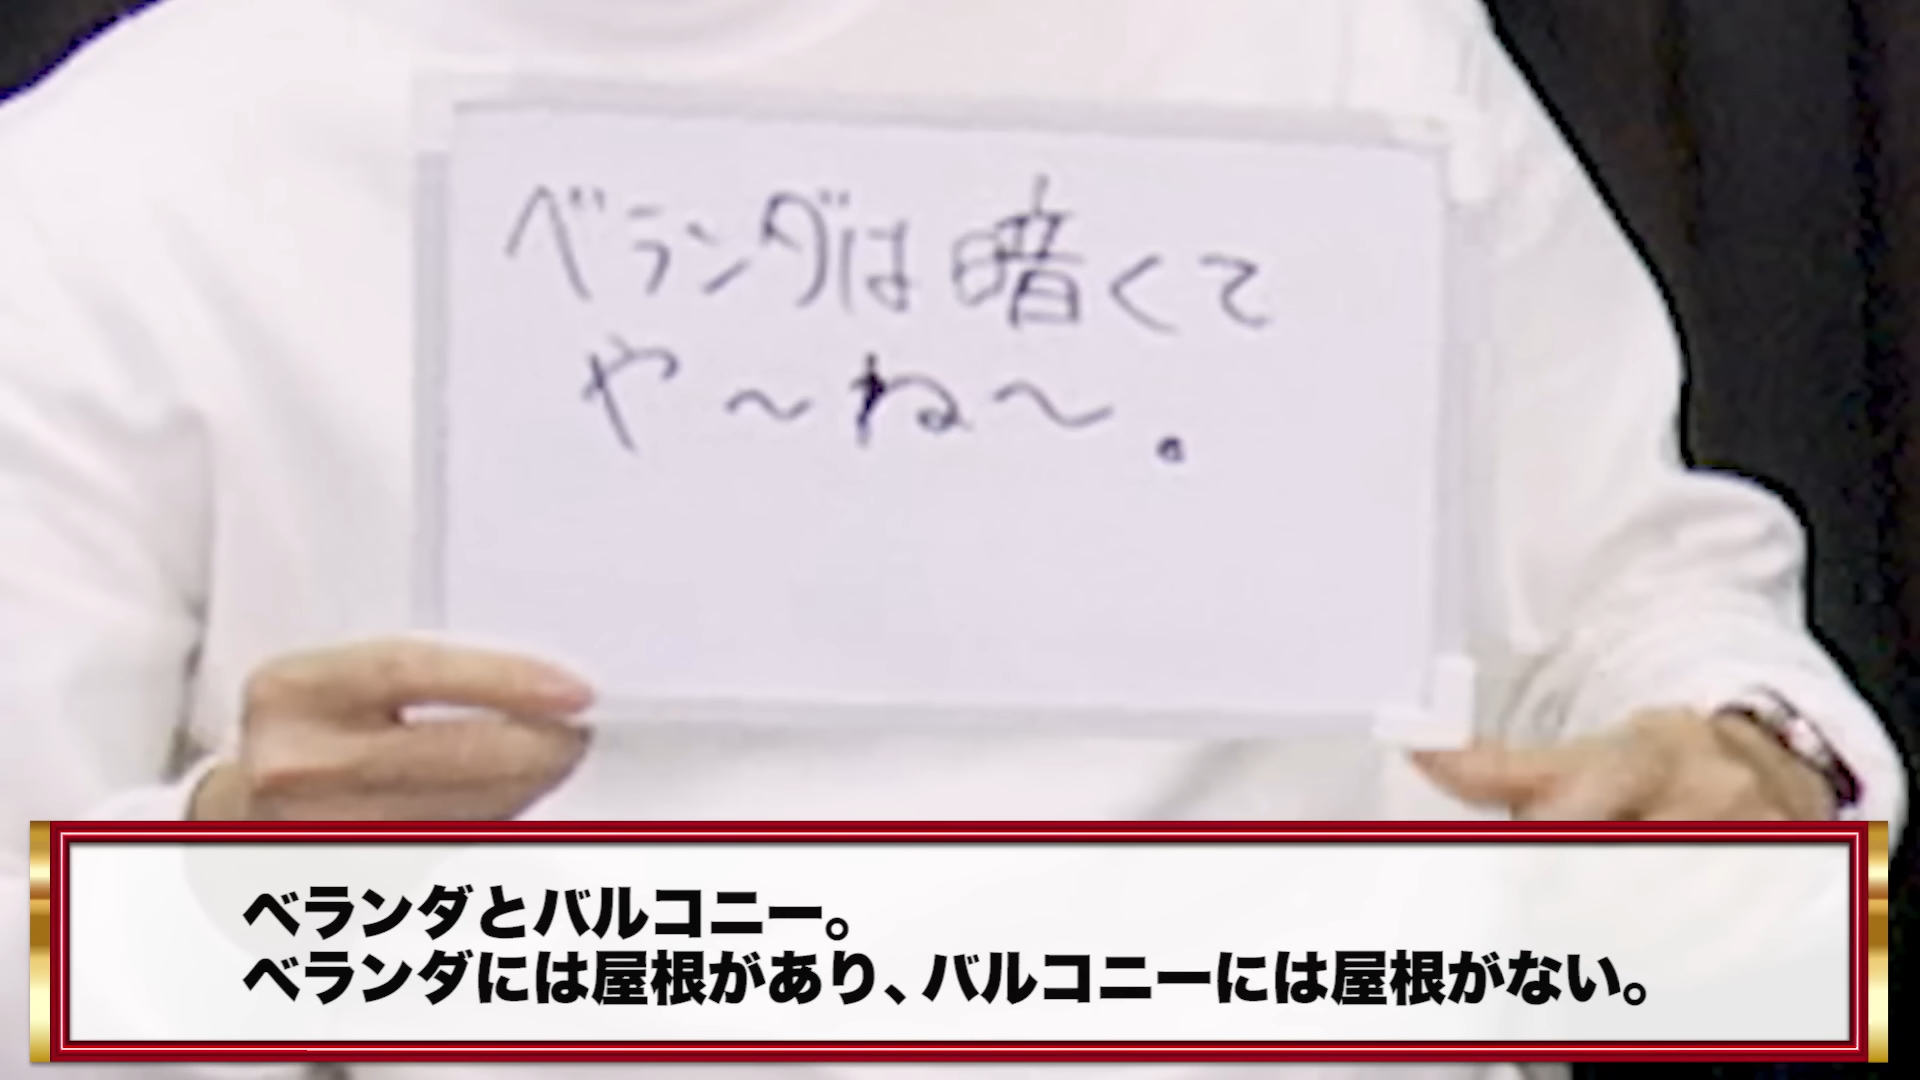 ベランダは暗くて
や〜ね〜。
ベランダとバルコニー。
ベランダには屋根があり、バルコニーには屋根がない。